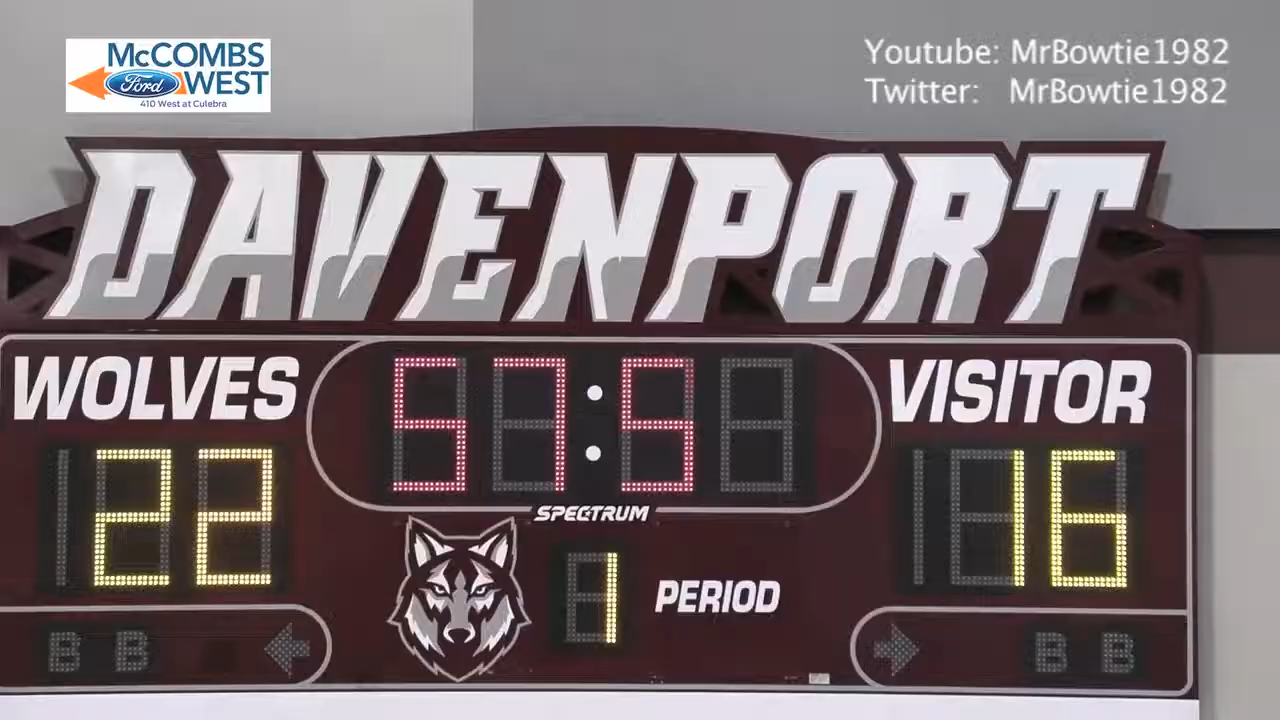 McCOMBS
Ford WEST
410 West at Culebra
Youtube: MrBowtie1982
Twitter: MrBowtie1982
DAVENPORT
WOLVES
57:5
VISITOR
22
16
SPECTRUM
1 PERIOD
B B
B B